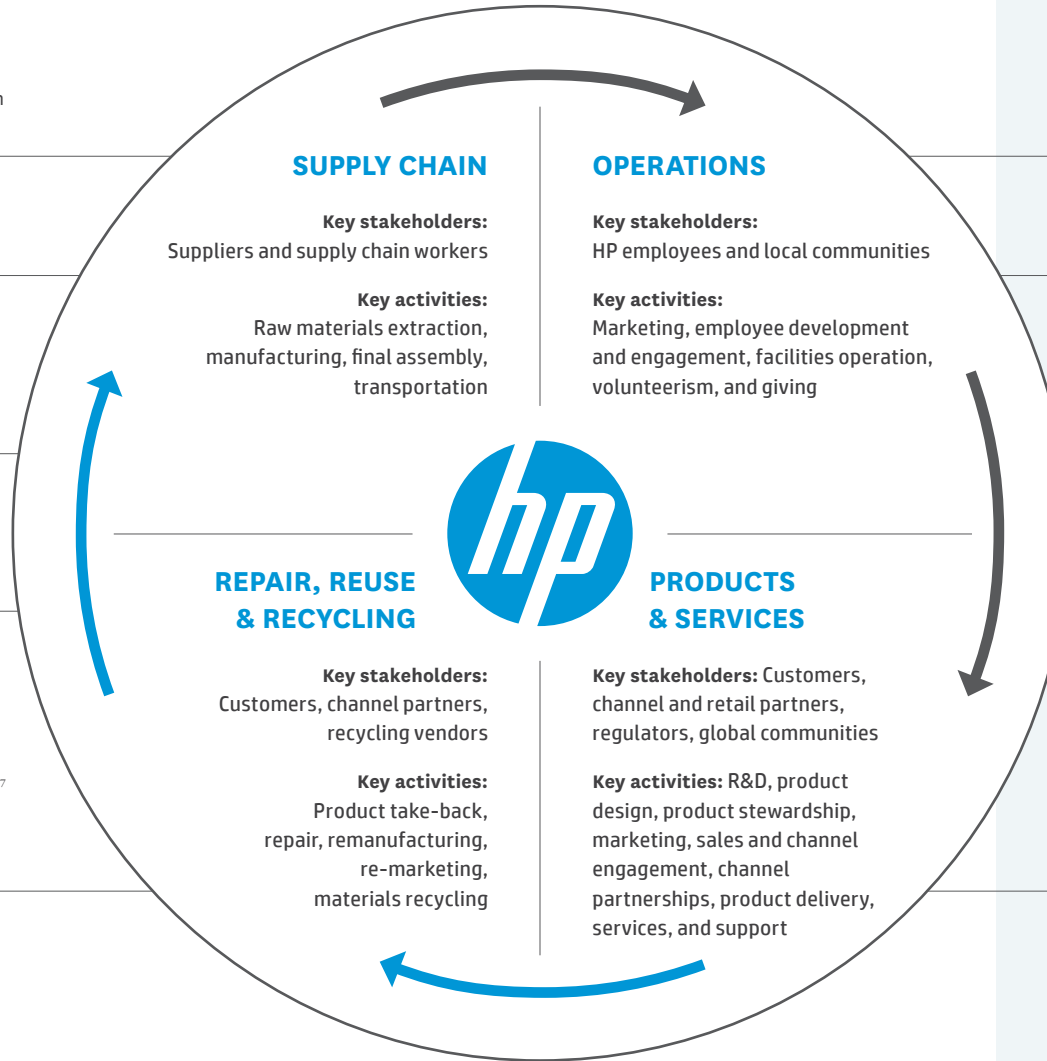 SUPPLY CHAIN
Key stakeholders:
Suppliers and supply chain workers
Key activities:
Raw materials extraction,
manufacturing, final assembly,
transportation
OPERATIONS
Key stakeholders:
HP employees and local communities
Key activities:
Marketing, employee development
and engagement, facilities operation,
volunteerism, and giving
hp
REPAIR, REUSE
& RECYCLING
Key stakeholders:
Customers, channel partners,
recycling vendors
Key activities:
Product take-back,
repair, remanufacturing,
re-marketing,
materials recycling
PRODUCTS
& SERVICES
Key stakeholders: Customers,
channel and retail partners,
regulators, global communities
Key activities: R&D, product
design, product stewardship,
marketing, sales and channel
engagement, channel
partnerships, product delivery,
services, and support
7